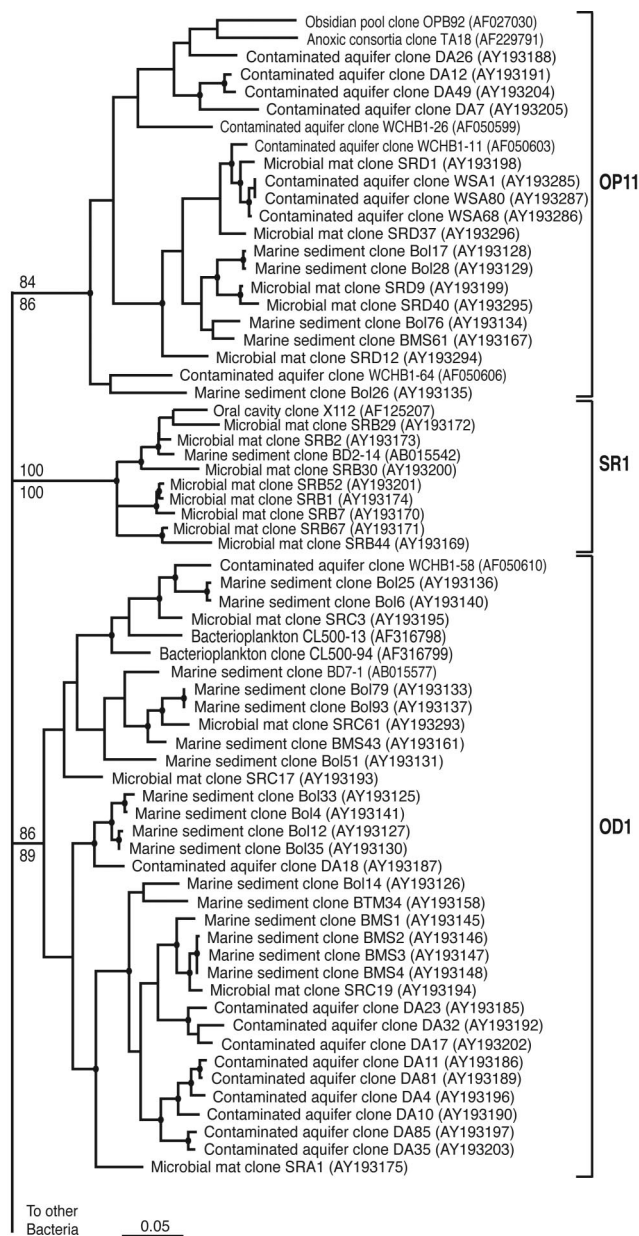 Obsidian pool clone OPB92 (AF027030)
Anoxic consortia clone TA18 (AF229791)
Contaminated aquifer clone DA26 (AY193188)
Contaminated aquifer clone DA12 (AY193191)
Contaminated aquifer clone DA49 (AY193204)
Contaminated aquifer clone DA7 (AY193205)
Contaminated aquifer clone WCHB1-26 (AF050599)
Contaminated aquifer clone WCHB1-11 (AF050603)
Microbial mat clone SRD1 (AY193198)
Contaminated aquifer clone WSA1 (AY193285)
OP11
Contaminated aquifer clone WSA80 (AY193287)
Contaminated aquifer clone WSA68 (AY193286)
Microbial mat clone SRD37 (AY193296)
Marine sediment clone Bol17 (AY193128)
Marine sediment clone Bol28 (AY193129)
84
86
Microbial mat clone SRD9 (AY193199)
Microbial mat clone SRD40 (AY193295)
Marine sediment clone Bol76 (AY193134)
Marine sediment clone BMS61 (AY193167)
Microbial mat clone SRD12 (AY193294)
Contaminated aquifer clone WCHB1-64 (AF050606)
Marine sediment clone Bol26 (AY193135)
Oral cavity clone X112 (AF125207)
Microbial mat clone SRB29 (AY193172)
Microbial mat clone SRB2 (AY193173)
Marine sediment clone BD2-14 (AB015542)
SR1
100
100
Microbial mat clone SRB30 (AY193200)
Microbial mat clone SRB52 (AY193201)
Microbial mat clone SRB1 (AY193174)
Microbial mat clone SRB7 (AY193170)
Microbial mat clone SRB67 (AY193171)
Microbial mat clone SRB44 (AY193169)
Contaminated aquifer clone WCHB1-58 (AF050610)
Marine sediment clone Bol25 (AY193136)
Marine sediment clone Bol6 (AY193140)
Microbial mat clone SRC3 (AY193195)
Bacterioplankton CL500-13 (AF316798)
Bacterioplankton clone CL500-94 (AF316799)
Marine sediment clone BD7-1 (AB015577)
Marine sediment clone Bol79 (AY193133)
Marine sediment clone Bol93 (AY193137)
Microbial mat clone SRC61 (AY193293)
Marine sediment clone BMS43 (AY193161)
Marine sediment clone Bol51 (AY193131)
Microbial mat clone SRC17 (AY193193)
Marine sediment clone Bol33 (AY193125)
Marine sediment clone Bol4 (AY193141)
OD1
86
89
Marine sediment clone Bol12 (AY193127)
Marine sediment clone Bol35 (AY193130)
Contaminated aquifer clone DA18 (AY193187)
Marine sediment clone Bol14 (AY193126)
Marine sediment clone BTM34 (AY193158)
Marine sediment clone BMS1 (AY193145)
Marine sediment clone BMS2 (AY193146)
Marine sediment clone BMS3 (AY193147)
Marine sediment clone BMS4 (AY193148)
Microbial mat clone SRC19 (AY193194)
Contaminated aquifer clone DA23 (AY193185)
Contaminated aquifer clone DA32 (AY193192)
Contaminated aquifer clone DA17 (AY193202)
Contaminated aquifer clone DA11 (AY193186)
Contaminated aquifer clone DA81 (AY193189)
Contaminated aquifer clone DA4 (AY193196)
Contaminated aquifer clone DA10 (AY193190)
Contaminated aquifer clone DA85 (AY193197)
Contaminated aquifer clone DA35 (AY193203)
Microbial mat clone SRA1 (AY193175)
To other
Bacteria
0.05